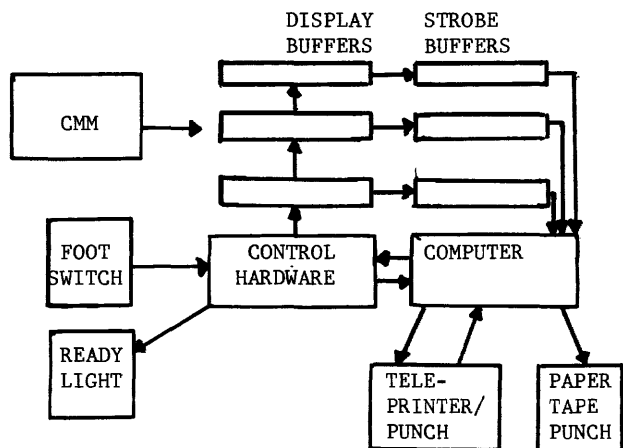 DISPLAY
BUFFERS
STROBE
BUFFERS
CMM
FOOT
SWITCH
CONTROL
HARDWARE
COMPUTER
READY
LIGHT
TELE-
PRINTER/
PUNCH
PAPER
TAPE
PUNCH